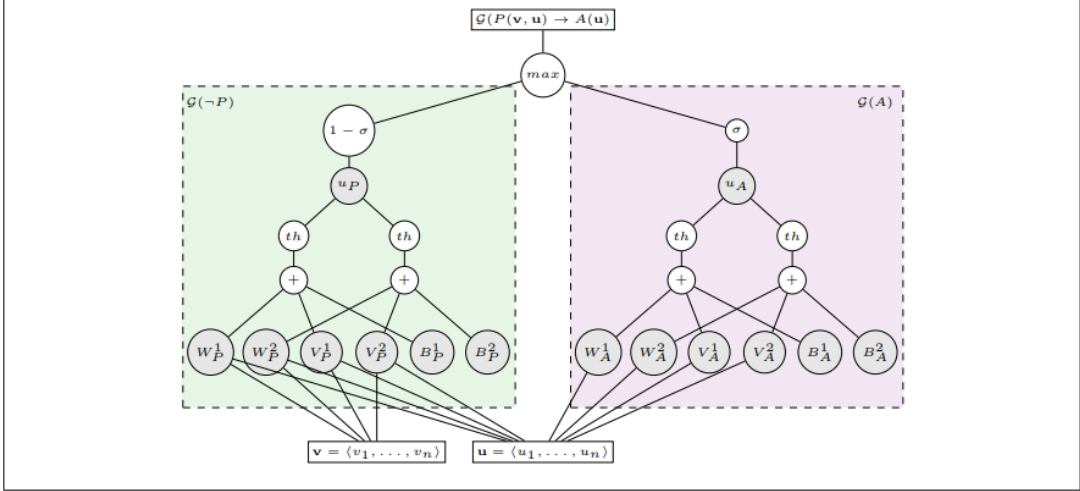 𝒢(P(v, u) → A(u)
max
𝒢(¬P)
𝒢(A)
1 − σ
σ
u_P
u_A
th th th th
+ + + +
W_P^1 W_P^2 V_P^1 V_P^2 B_P^1 B_P^2 W_A^1 W_A^2 V_A^1 V_A^2 B_A^1 B_A^2
v = ⟨v_1, . . . , v_n⟩ u = ⟨u_1, . . . , u_n⟩